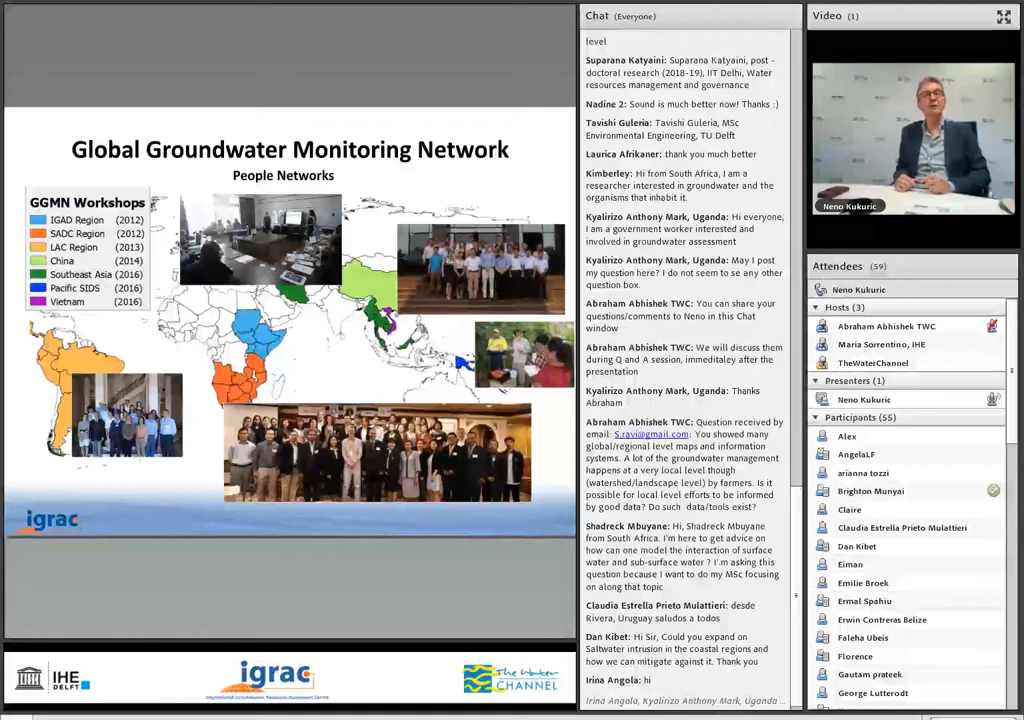 Global Groundwater Monitoring Network
People Networks
GGMN Workshops
IGAD Region (2012)
SADC Region (2012)
LAC Region (2013)
China (2014)
Southeast Asia (2016)
Pacific SIDS (2016)
Vietnam (2016)
igrac
IHE
DELFT
igrac
International Groundwater Resources Assessment Centre
The Water
CHANNEL
Chat (Everyone)
level
Suparana Katyaini: Suparana Katyaini, post -
doctoral research (2018-19), IIT Delhi, Water
resources management and governance
Nadine 2: Sound is much better now! Thanks :)
Tavishi Guleria: Tavishi Guleria, MSc
Environmental Engineering, TU Delft
Laurica Afrikaner: thank you much better
Kimberley: Hi from South Africa, I am a
researcher interested in groundwater and the
organisms that inhabit it.
Kyalirizo Anthony Mark, Uganda: Hi everyone,
I am a government worker interested and
involved in groundwater assessment
Kyalirizo Anthony Mark, Uganda: May I post
my question here? I do not seem to se any other
question box.
Abraham Abhishek TWC: You can share your
questions/comments to Neno in this Chat
window
Abraham Abhishek TWC: We will discuss them
during Q and A session, immeditaley after the
presentation
Kyalirizo Anthony Mark, Uganda: Thanks
Abraham
Abraham Abhishek TWC: Question received by
email: S.ravi@gmail.com: You showed many
global/regional level maps and information
systems. A lot of the groundwater management
happens at a very local level though
(watershed/landscape level) by farmers. Is it
possible for local level efforts to be informed
by good data? Do such data/tools exist?
Shadreck Mbuyane: Hi, Shadreck Mbuyane
from South Africa. I'm here to get advice on
how can one model the interaction of surface
water and sub-surface water ? I'm asking this
question because I want to do my MSc focusing
on along that topic
Claudia Estrella Prieto Mulattieri: desde
Rivera, Uruguay saludos a todos
Dan Kibet: Hi Sir, Could you expand on
Saltwater intrusion in the coastal regions and
how we can mitigate against it. Thank you
Irina Angola: hi
Irina Angola, Kyalirizo Anthony Mark, Uganda ...
Video (1)
Neno Kukuric
Attendees (59)
Neno Kukuric
Hosts (3)
Abraham Abhishek TWC
Maria Sorrentino, IHE
TheWaterChannel
Presenters (1)
Neno Kukuric
Participants (55)
Alex
AngelaLF
arianna tozzi
Brighton Munyai
Claire
Claudia Estrella Prieto Mulattieri
Dan Kibet
Eiman
Emilie Broek
Ermal Spahiu
Erwin Contreras Belize
Faleha Ubeis
Florence
Gautam prateek
George Lutterodt